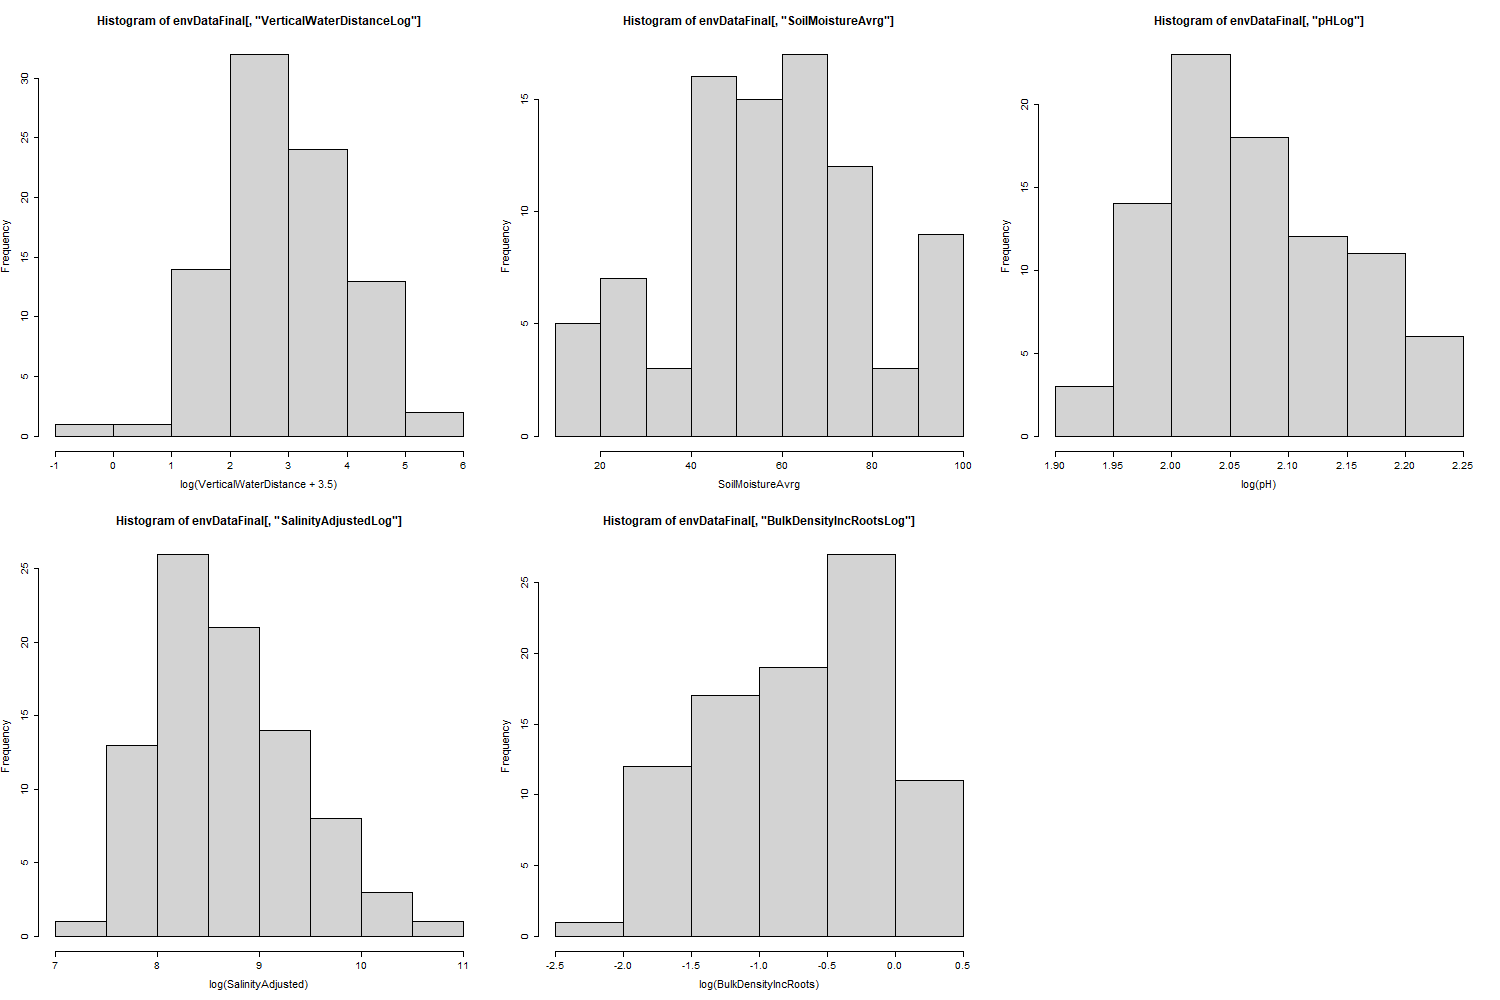 Histogram of envDataFinal[, "VerticalWaterDistanceLog"]
Frequency
0 5 10 15 20 25 30
-1 0 1 2 3 4 5 6
log(VerticalWaterDistance + 3.5)
Histogram of envDataFinal[, "SoilMoistureAvrg"]
Frequency
0 5 10 15
20 40 60 80 100
SoilMoistureAvrg
Histogram of envDataFinal[, "pHLog"]
Frequency
0 5 10 15 20
1.90 1.95 2.00 2.05 2.10 2.15 2.20 2.25
log(pH)
Histogram of envDataFinal[, "SalinityAdjustedLog"]
Frequency
0 5 10 15 20 25
7 8 9 10 11
log(SalinityAdjusted)
Histogram of envDataFinal[, "BulkDensityIncRootsLog"]
Frequency
0 5 10 15 20 25
-2.5 -2.0 -1.5 -1.0 -0.5 0.0 0.5
log(BulkDensityIncRoots)